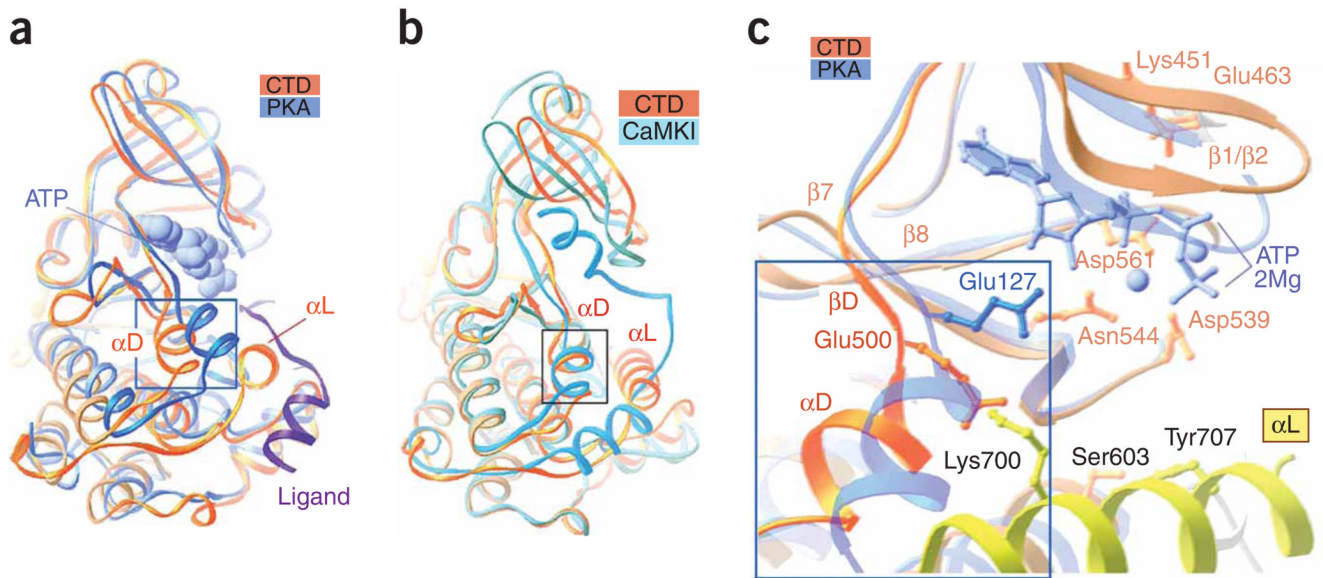 a
CTD
PKA
ATP
αD
αL
Ligand
b
CTD
CaMKI
αD
αL
c
CTD
PKA
Lys451
Glu463
β1/β2
β7
β8
Asp561
ATP
2Mg
Glu127
βD
Glu500
Asn544
Asp539
αD
αL
Lys700
Ser603
Tyr707